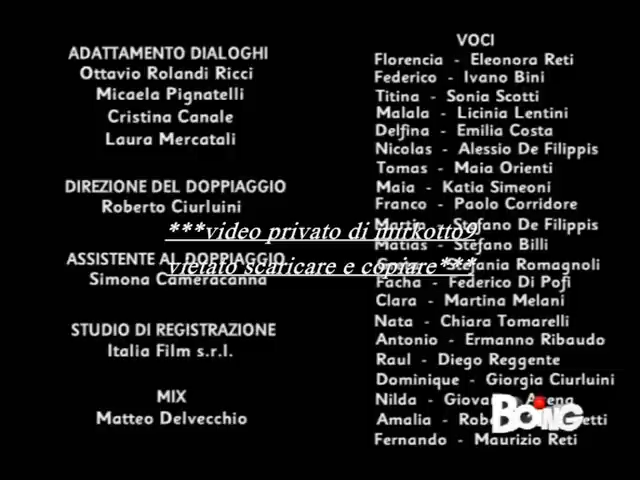 ADATTAMENTO DIALOGHI
Ottavio Rolandi Ricci
Micaela Pignatelli
Cristina Canale
Laura Mercatali
DIREZIONE DEL DOPPIAGGIO
Roberto Ciurluini
ASSISTENTE AL DOPPIAGGIO
Simona Cameracanna
STUDIO DI REGISTRAZIONE
Italia Film s.r.l.
MIX
Matteo Delvecchio
VOCI
Florencia - Eleonora Reti
Federico - Ivano Bini
Titina - Sonia Scotti
Malala - Licinia Lentini
Delfina - Emilia Costa
Nicolas - Alessio De Filippis
Tomas - Maia Orienti
Maia - Katia Simeoni
Franco - Paolo Corridore
Martin - Stefano De Filippis
Matias - Stefano Billi
- Stefania Romagnoli
Facha - Federico Di Pofi
Clara - Martina Melani
Nata - Chiara Tomarelli
Antonio - Ermanno Ribaudo
Raul - Diego Reggente
Dominique - Giorgia Ciurluini
Nilda -
Amalia -
Fernando - Maurizio Reti
***video privato di mirkotto9
vietato scaricare e copiare***
BOING